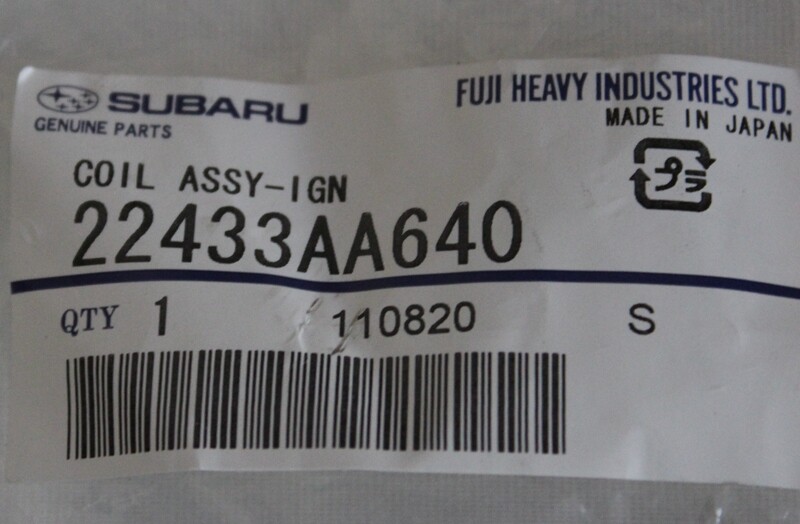 SUBARU
GENUINE PARTS
FUJI HEAVY INDUSTRIES LTD.
MADE IN JAPAN
プラ
COIL ASSY-IGN
22433AA640
QTY 1 110820 S